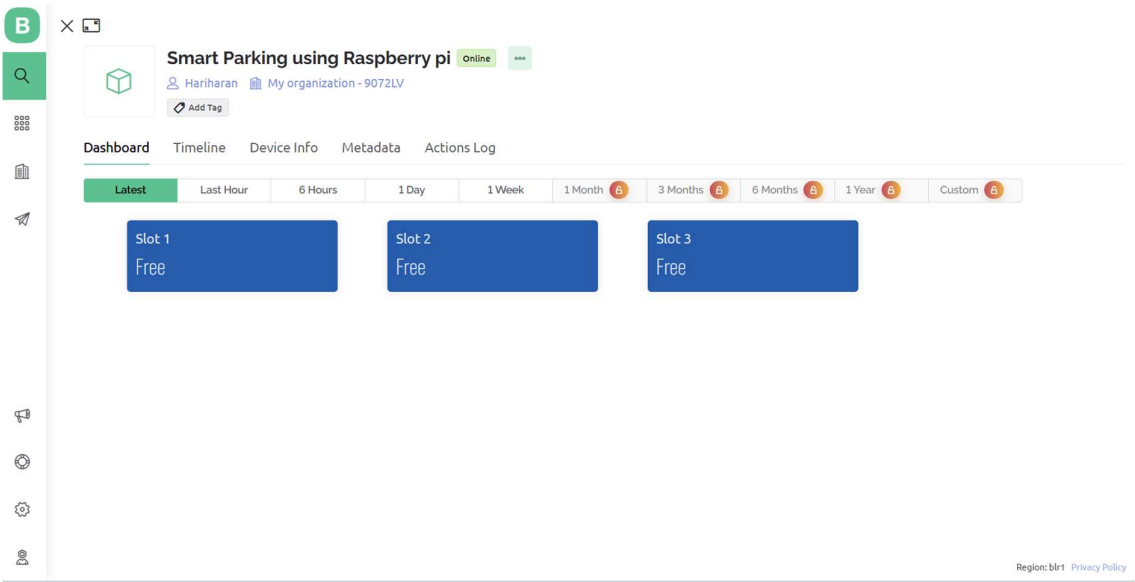 B
Smart Parking using Raspberry pi Online
Hariharan My organization - 9072LV
Add Tag
Dashboard Timeline Device Info Metadata Actions Log
Latest Last Hour 6 Hours 1 Day 1 Week 1 Month 3 Months 6 Months 1 Year Custom
Slot 1 Slot 2 Slot 3
Free Free Free
Region: blr1 Privacy Policy